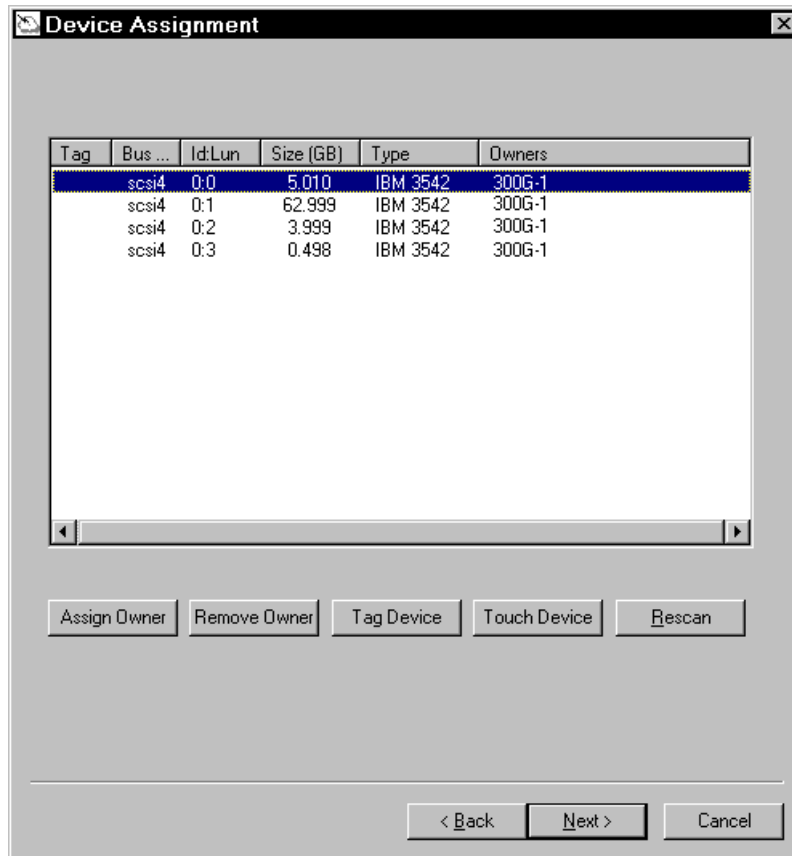 Device Assignment
Tag Bus ... Id:Lun Size (GB) Type Owners
scsi4 0:0 5.010 IBM 3542 300G-1
scsi4 0:1 62.999 IBM 3542 300G-1
scsi4 0:2 3.999 IBM 3542 300G-1
scsi4 0:3 0.498 IBM 3542 300G-1
Assign Owner Remove Owner Tag Device Touch Device Rescan
< Back Next > Cancel